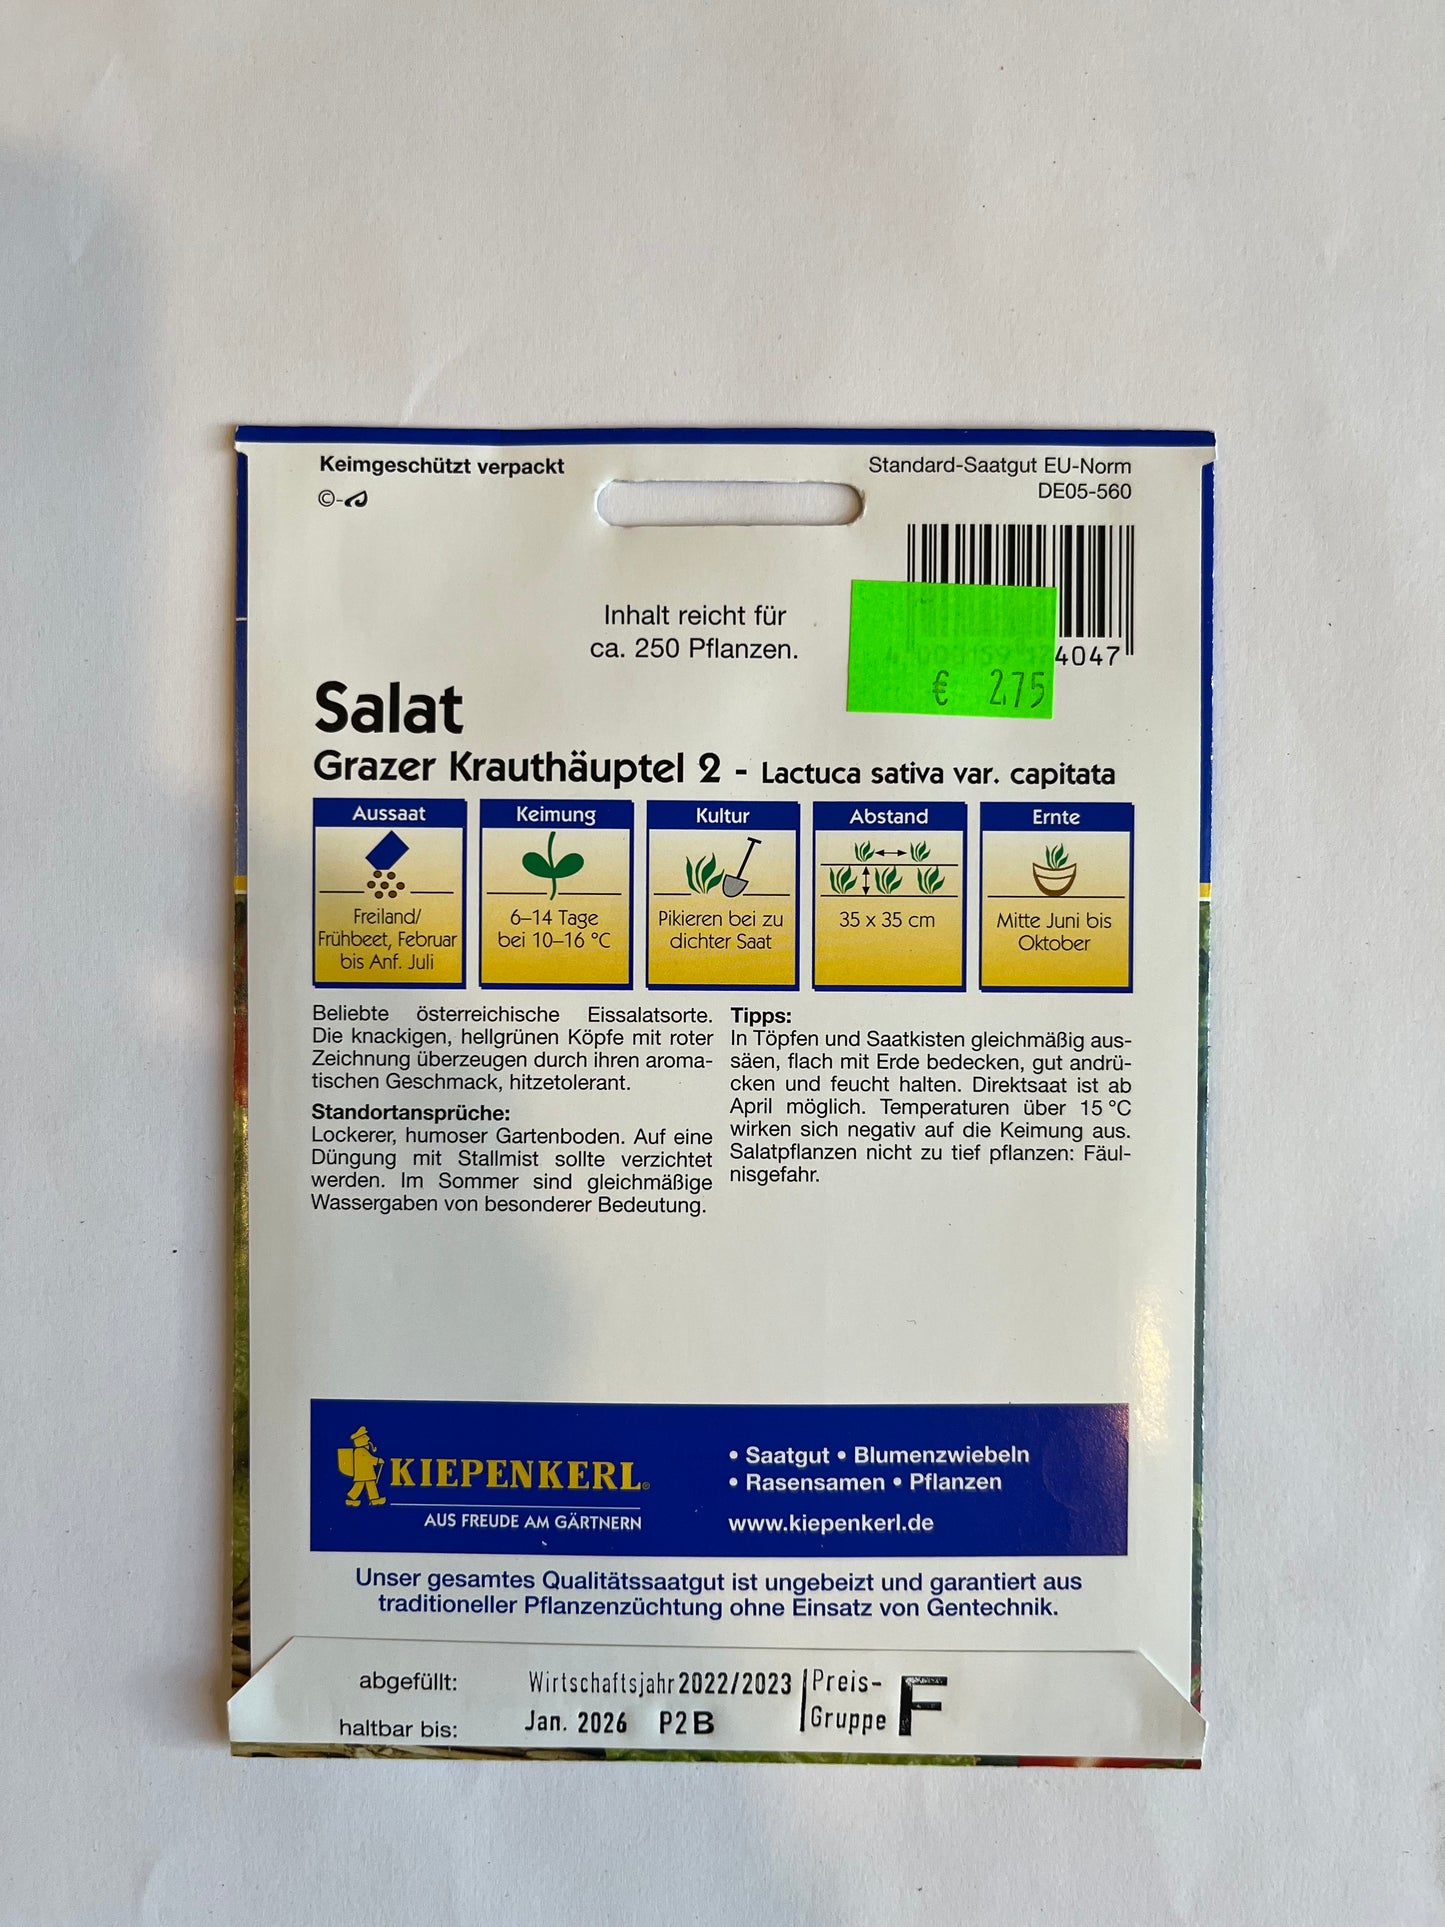 Keimgeschützt verpackt
©-
Standard-Saatgut EU-Norm
DE05-560
Inhalt reicht für
ca. 250 Pflanzen.
4047
€ 2.75
Salat
Grazer Krauthäuptel 2 - Lactuca sativa var. capitata
Aussaat
Freiland/
Frühbeet, Februar
bis Anf. Juli
Keimung
6–14 Tage
bei 10–16 °C
Kultur
Pikieren bei zu
dichter Saat
Abstand
35 x 35 cm
Ernte
Mitte Juni bis
Oktober
Beliebte österreichische Eissalatsorte.
Die knackigen, hellgrünen Köpfe mit roter
Zeichnung überzeugen durch ihren aroma-
tischen Geschmack, hitzetolerant.
Standortansprüche:
Lockerer, humoser Gartenboden. Auf eine
Düngung mit Stallmist sollte verzichtet
werden. Im Sommer sind gleichmäßige
Wassergaben von besonderer Bedeutung.
Tipps:
In Töpfen und Saatkisten gleichmäßig aus-
säen, flach mit Erde bedecken, gut andrü-
cken und feucht halten. Direktsaat ist ab
April möglich. Temperaturen über 15 °C
wirken sich negativ auf die Keimung aus.
Salatpflanzen nicht zu tief pflanzen: Fäul-
nisgefahr.
KIEPENKERL®
AUS FREUDE AM GÄRTNERN
• Saatgut • Blumenzwiebeln
• Rasensamen • Pflanzen
www.kiepenkerl.de
Unser gesamtes Qualitätssaatgut ist ungebeizt und garantiert aus
traditioneller Pflanzenzüchtung ohne Einsatz von Gentechnik.
abgefüllt: Wirtschaftsjahr 2022/2023
haltbar bis: Jan. 2026 P2B
Preis-
Gruppe F